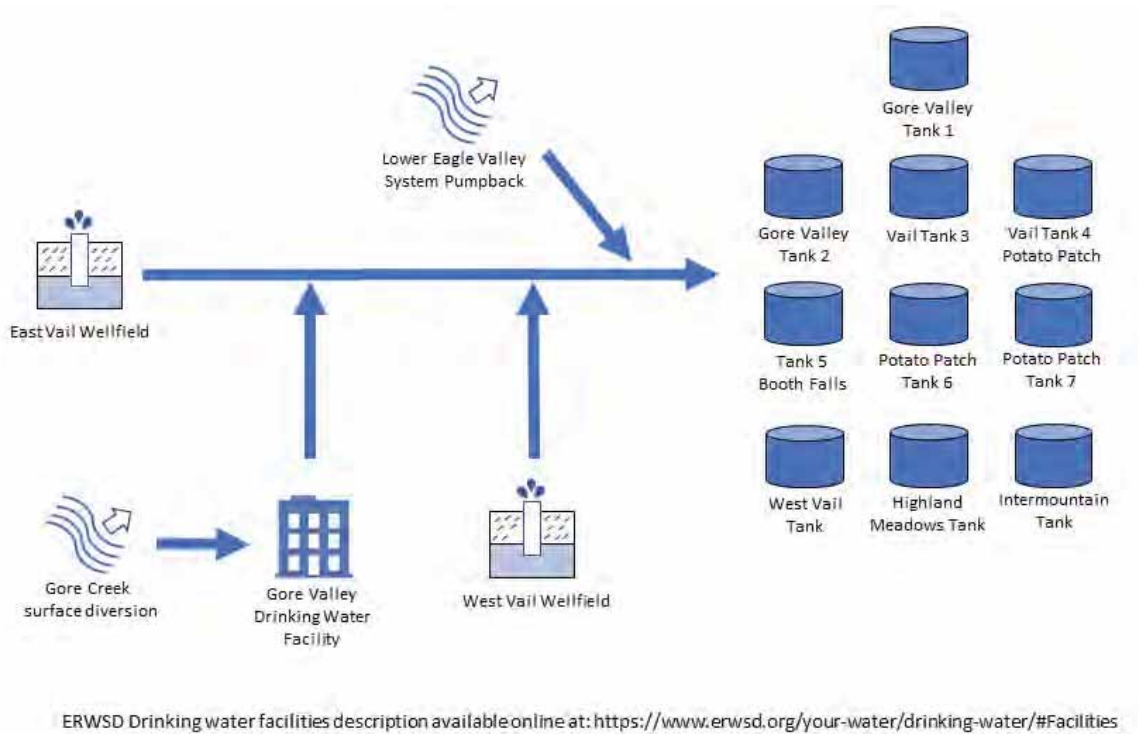 Gore Valley
Tank 1
Lower Eagle Valley
System Pumpback
Gore Valley
Tank 2
Vail Tank 3
Vail Tank 4
Potato Patch
East Vail Wellfield
Tank 5
Booth Falls
Potato Patch
Tank 6
Potato Patch
Tank 7
West Vail
Tank
Highland
Meadows Tank
Intermountain
Tank
Gore Creek
surface diversion
Gore Valley
Drinking Water
Facility
West Vail Wellfield
ERWSD Drinking water facilities description available online at: https://www.erwsd.org/your-water/drinking-water/#Facilities